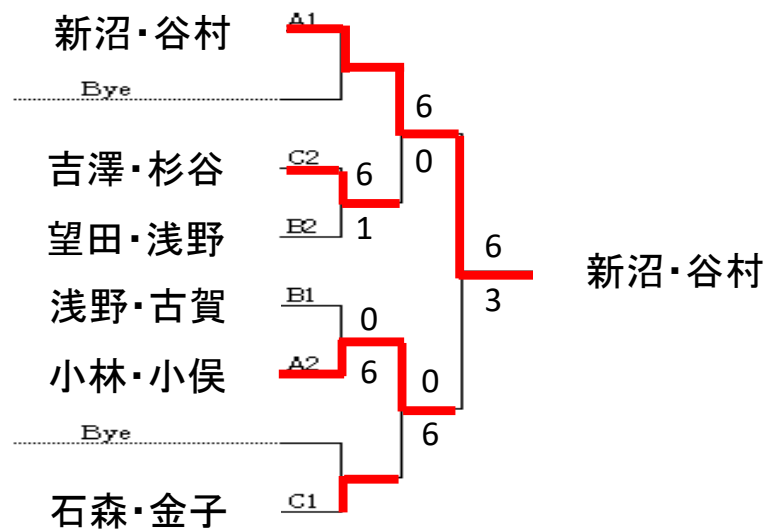 新沼・谷村 A1
Bye
6
吉澤・杉谷 C2 6 0
望田・浅野 B2 1
6
新沼・谷村
浅野・古賀 B1 0 3
小林・小俣 A2 6 0
Bye 6
石森・金子 C1